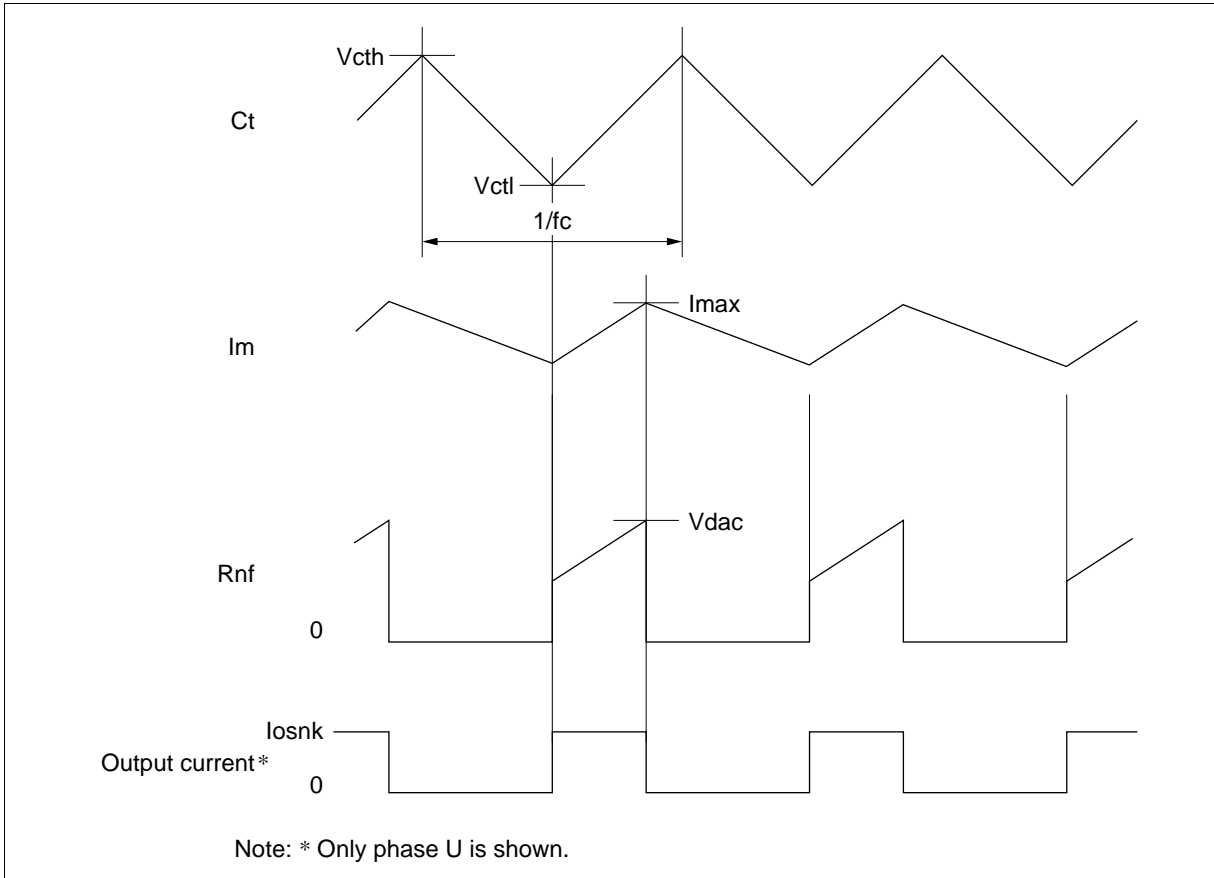 Vcth
Ct
Vctl
1/fc
Imax
Im
Vdac
Rnf
0
Iosnk
Output current*
0
Note: * Only phase U is shown.